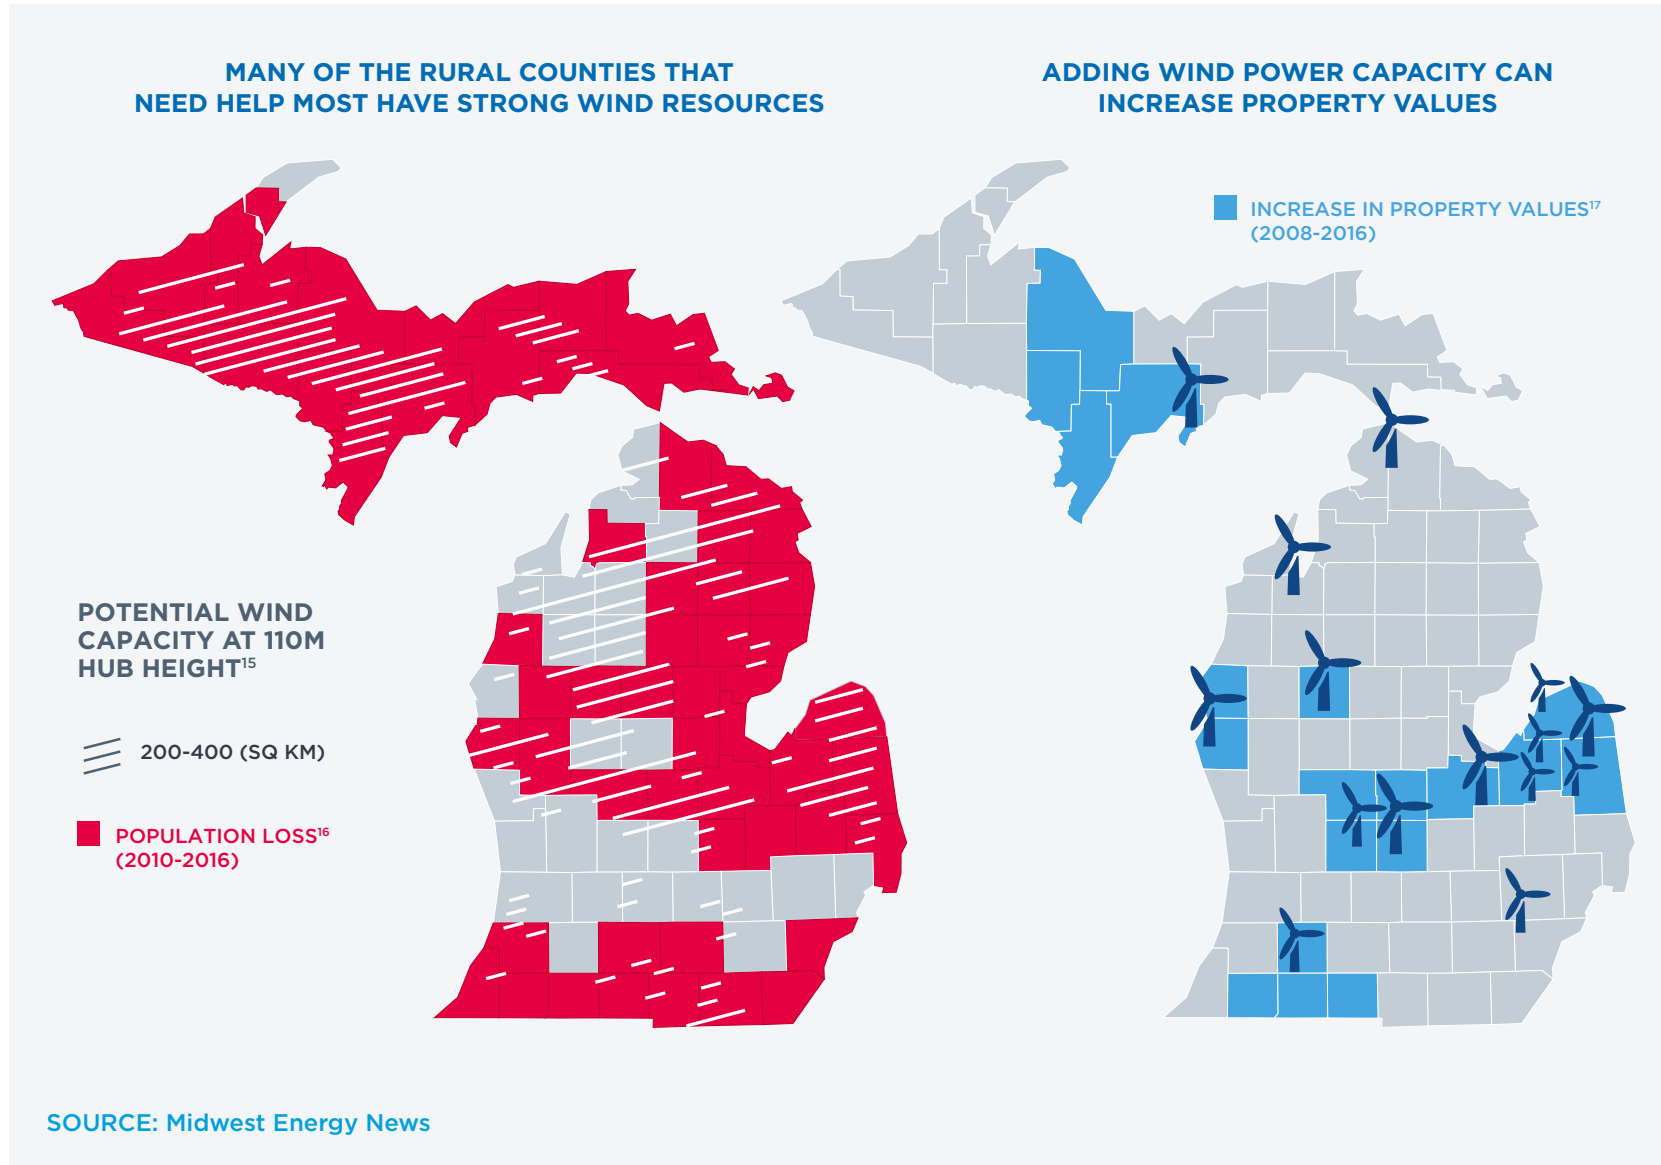 MANY OF THE RURAL COUNTIES THAT
NEED HELP MOST HAVE STRONG WIND RESOURCES
ADDING WIND POWER CAPACITY CAN
INCREASE PROPERTY VALUES
INCREASE IN PROPERTY VALUES¹⁷
(2008-2016)
POTENTIAL WIND
CAPACITY AT 110M
HUB HEIGHT¹⁵
200-400 (SQ KM)
POPULATION LOSS¹⁶
(2010-2016)
SOURCE: Midwest Energy News